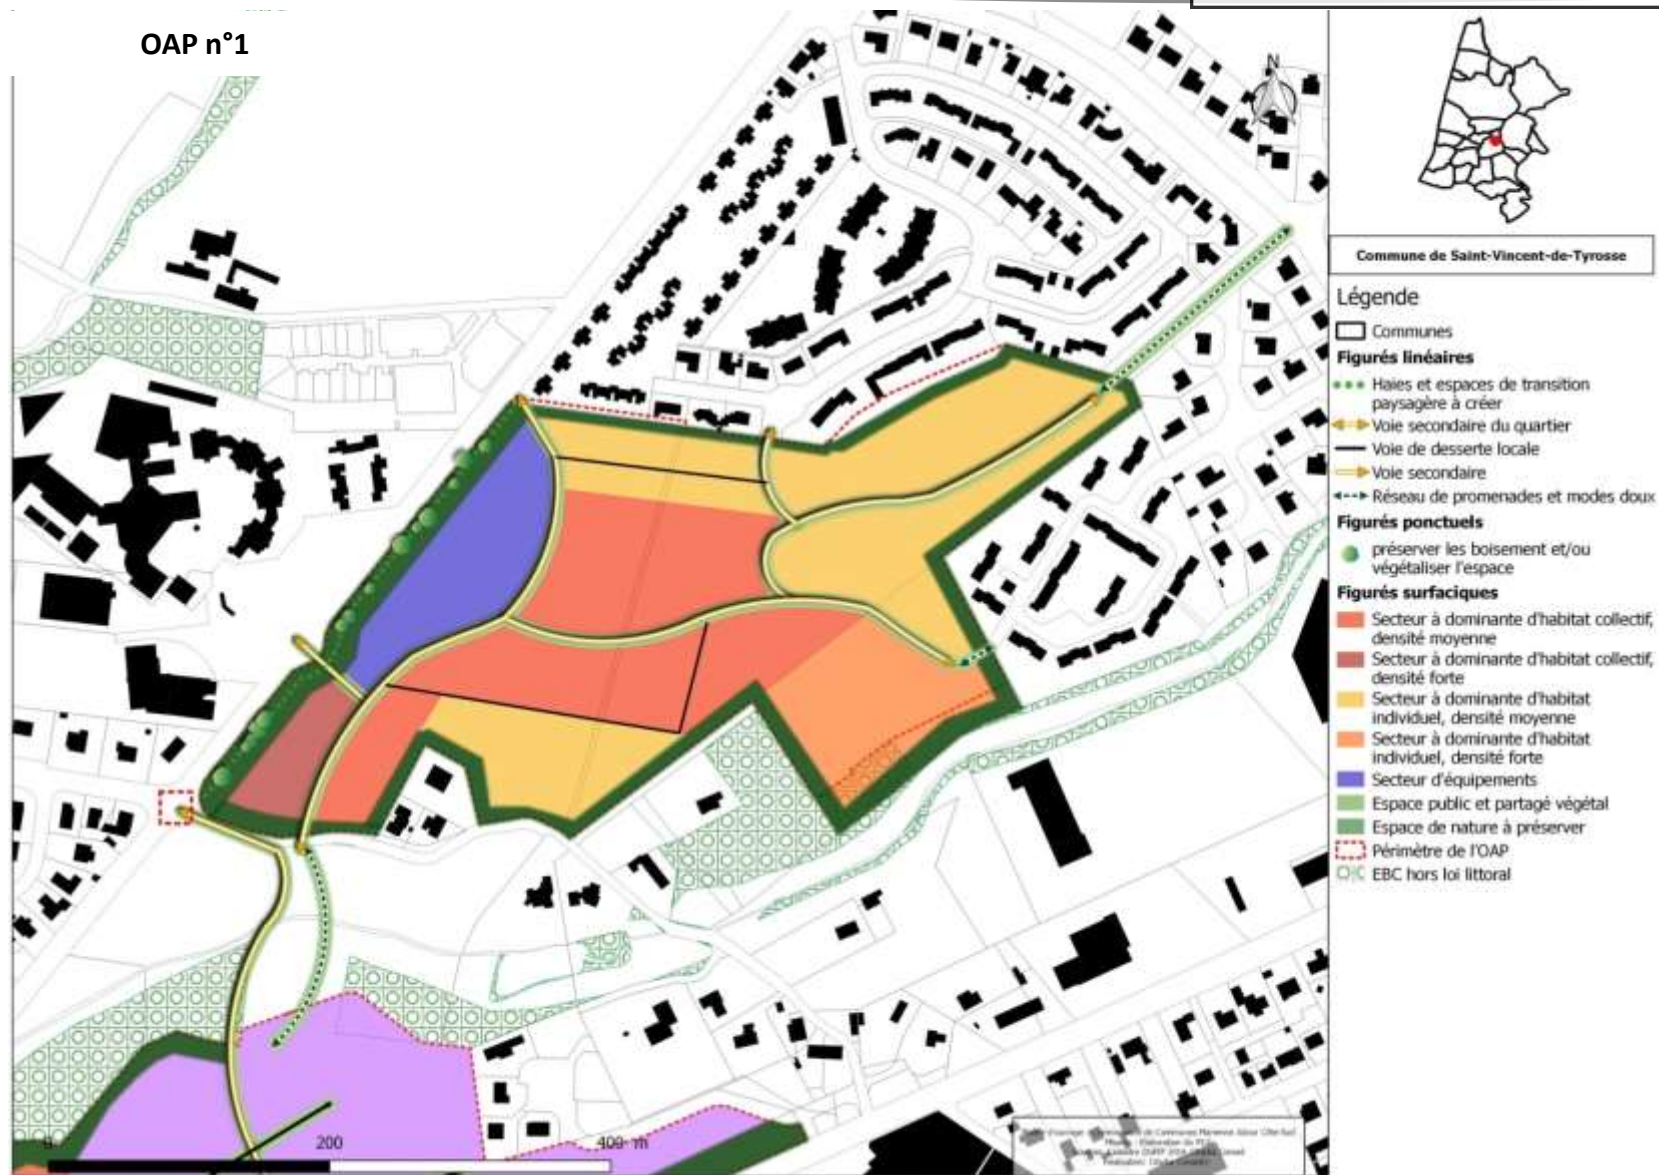 OAP n°1
N
Commune de Saint-Vincent-de-Tyrosse
Légende
Communes
Figurés linéaires
Haies et espaces de transition
paysagère à créer
Voie secondaire du quartier
Voie de desserte locale
Voie secondaire
Réseau de promenades et modes doux
Figurés ponctuels
préserver les boisement et/ou
végétaliser l'espace
Figurés surfaciques
Secteur à dominante d'habitat collectif,
densité moyenne
Secteur à dominante d'habitat collectif,
densité forte
Secteur à dominante d'habitat
individuel, densité moyenne
Secteur à dominante d'habitat
individuel, densité forte
Secteur d'équipements
Espace public et partagé végétal
Espace de nature à préserver
Périmètre de l'OAP
EBC hors loi littoral
0 200 400 m